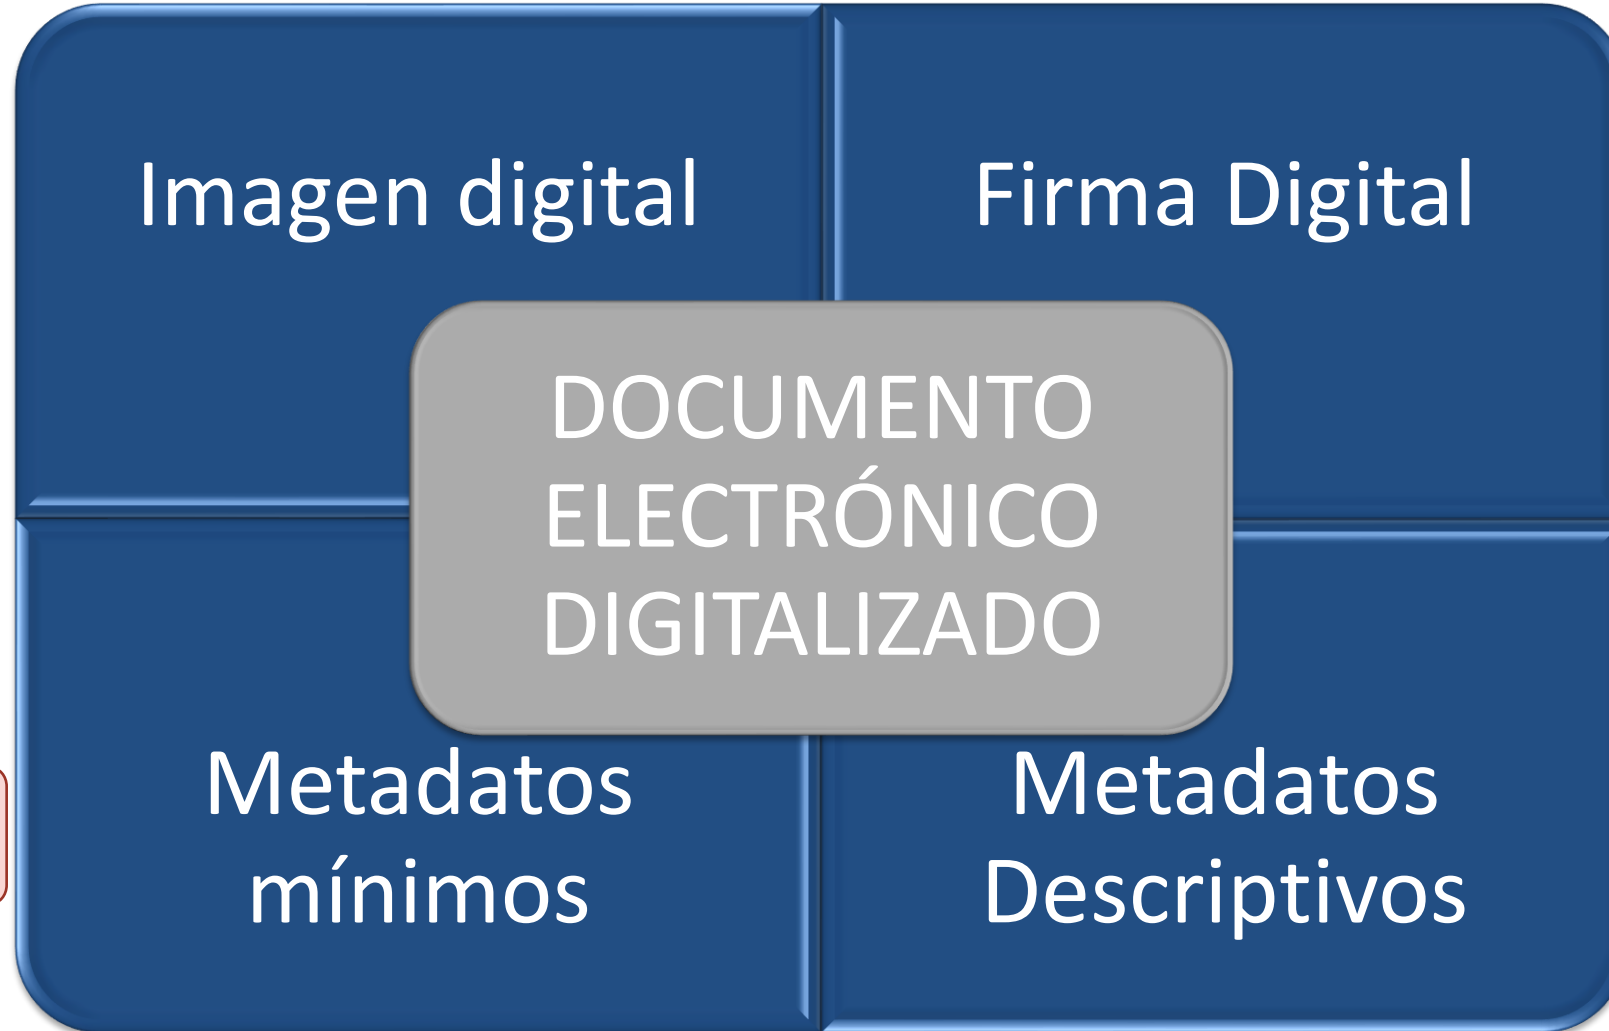 Imagen digital
Firma Digital
DOCUMENTO
ELECTRÓNICO
DIGITALIZADO
Metadatos
mínimos
Metadatos
Descriptivos